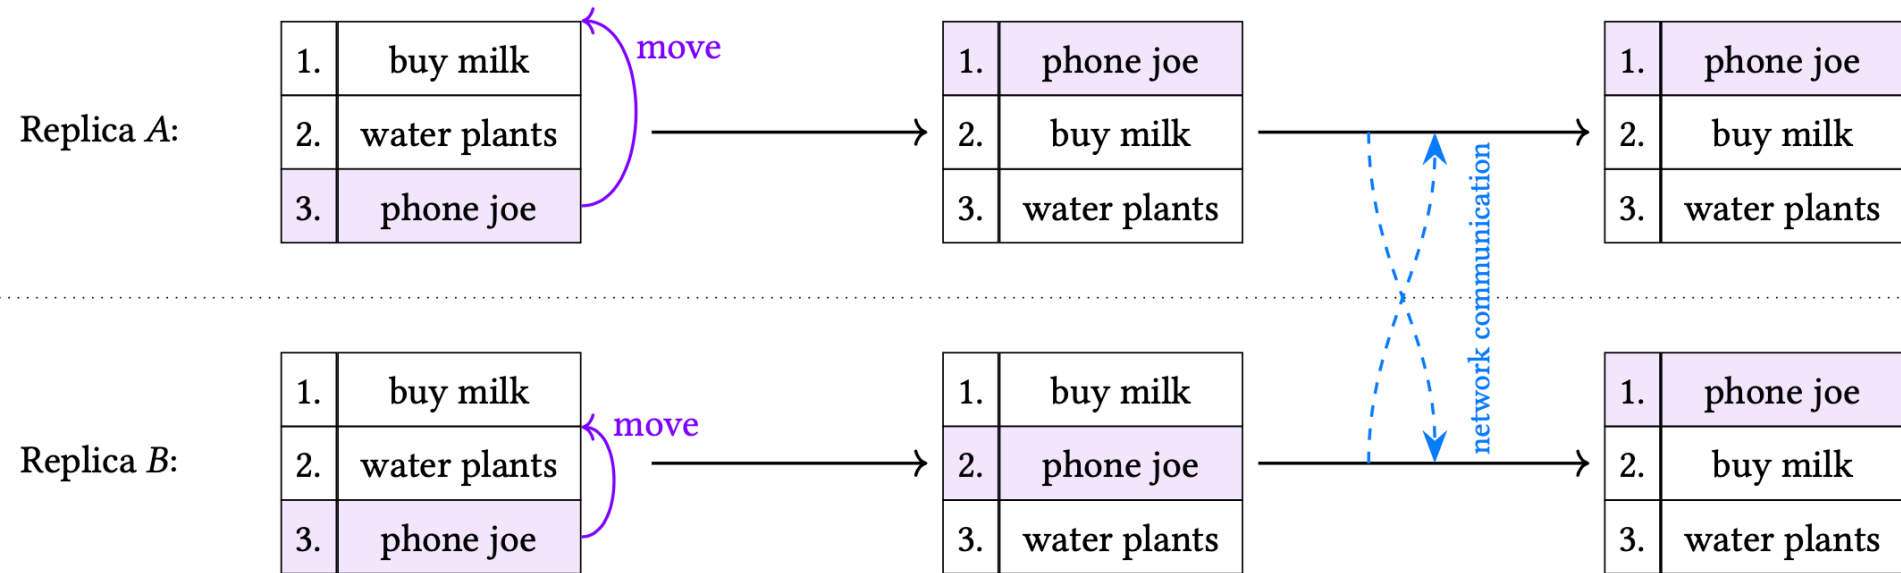 Replica A:
1. buy milk
2. water plants
3. phone joe
move
1. phone joe
2. buy milk
3. water plants
network communication
1. phone joe
2. buy milk
3. water plants
Replica B:
1. buy milk
2. water plants
3. phone joe
move
1. buy milk
2. phone joe
3. water plants
1. phone joe
2. buy milk
3. water plants